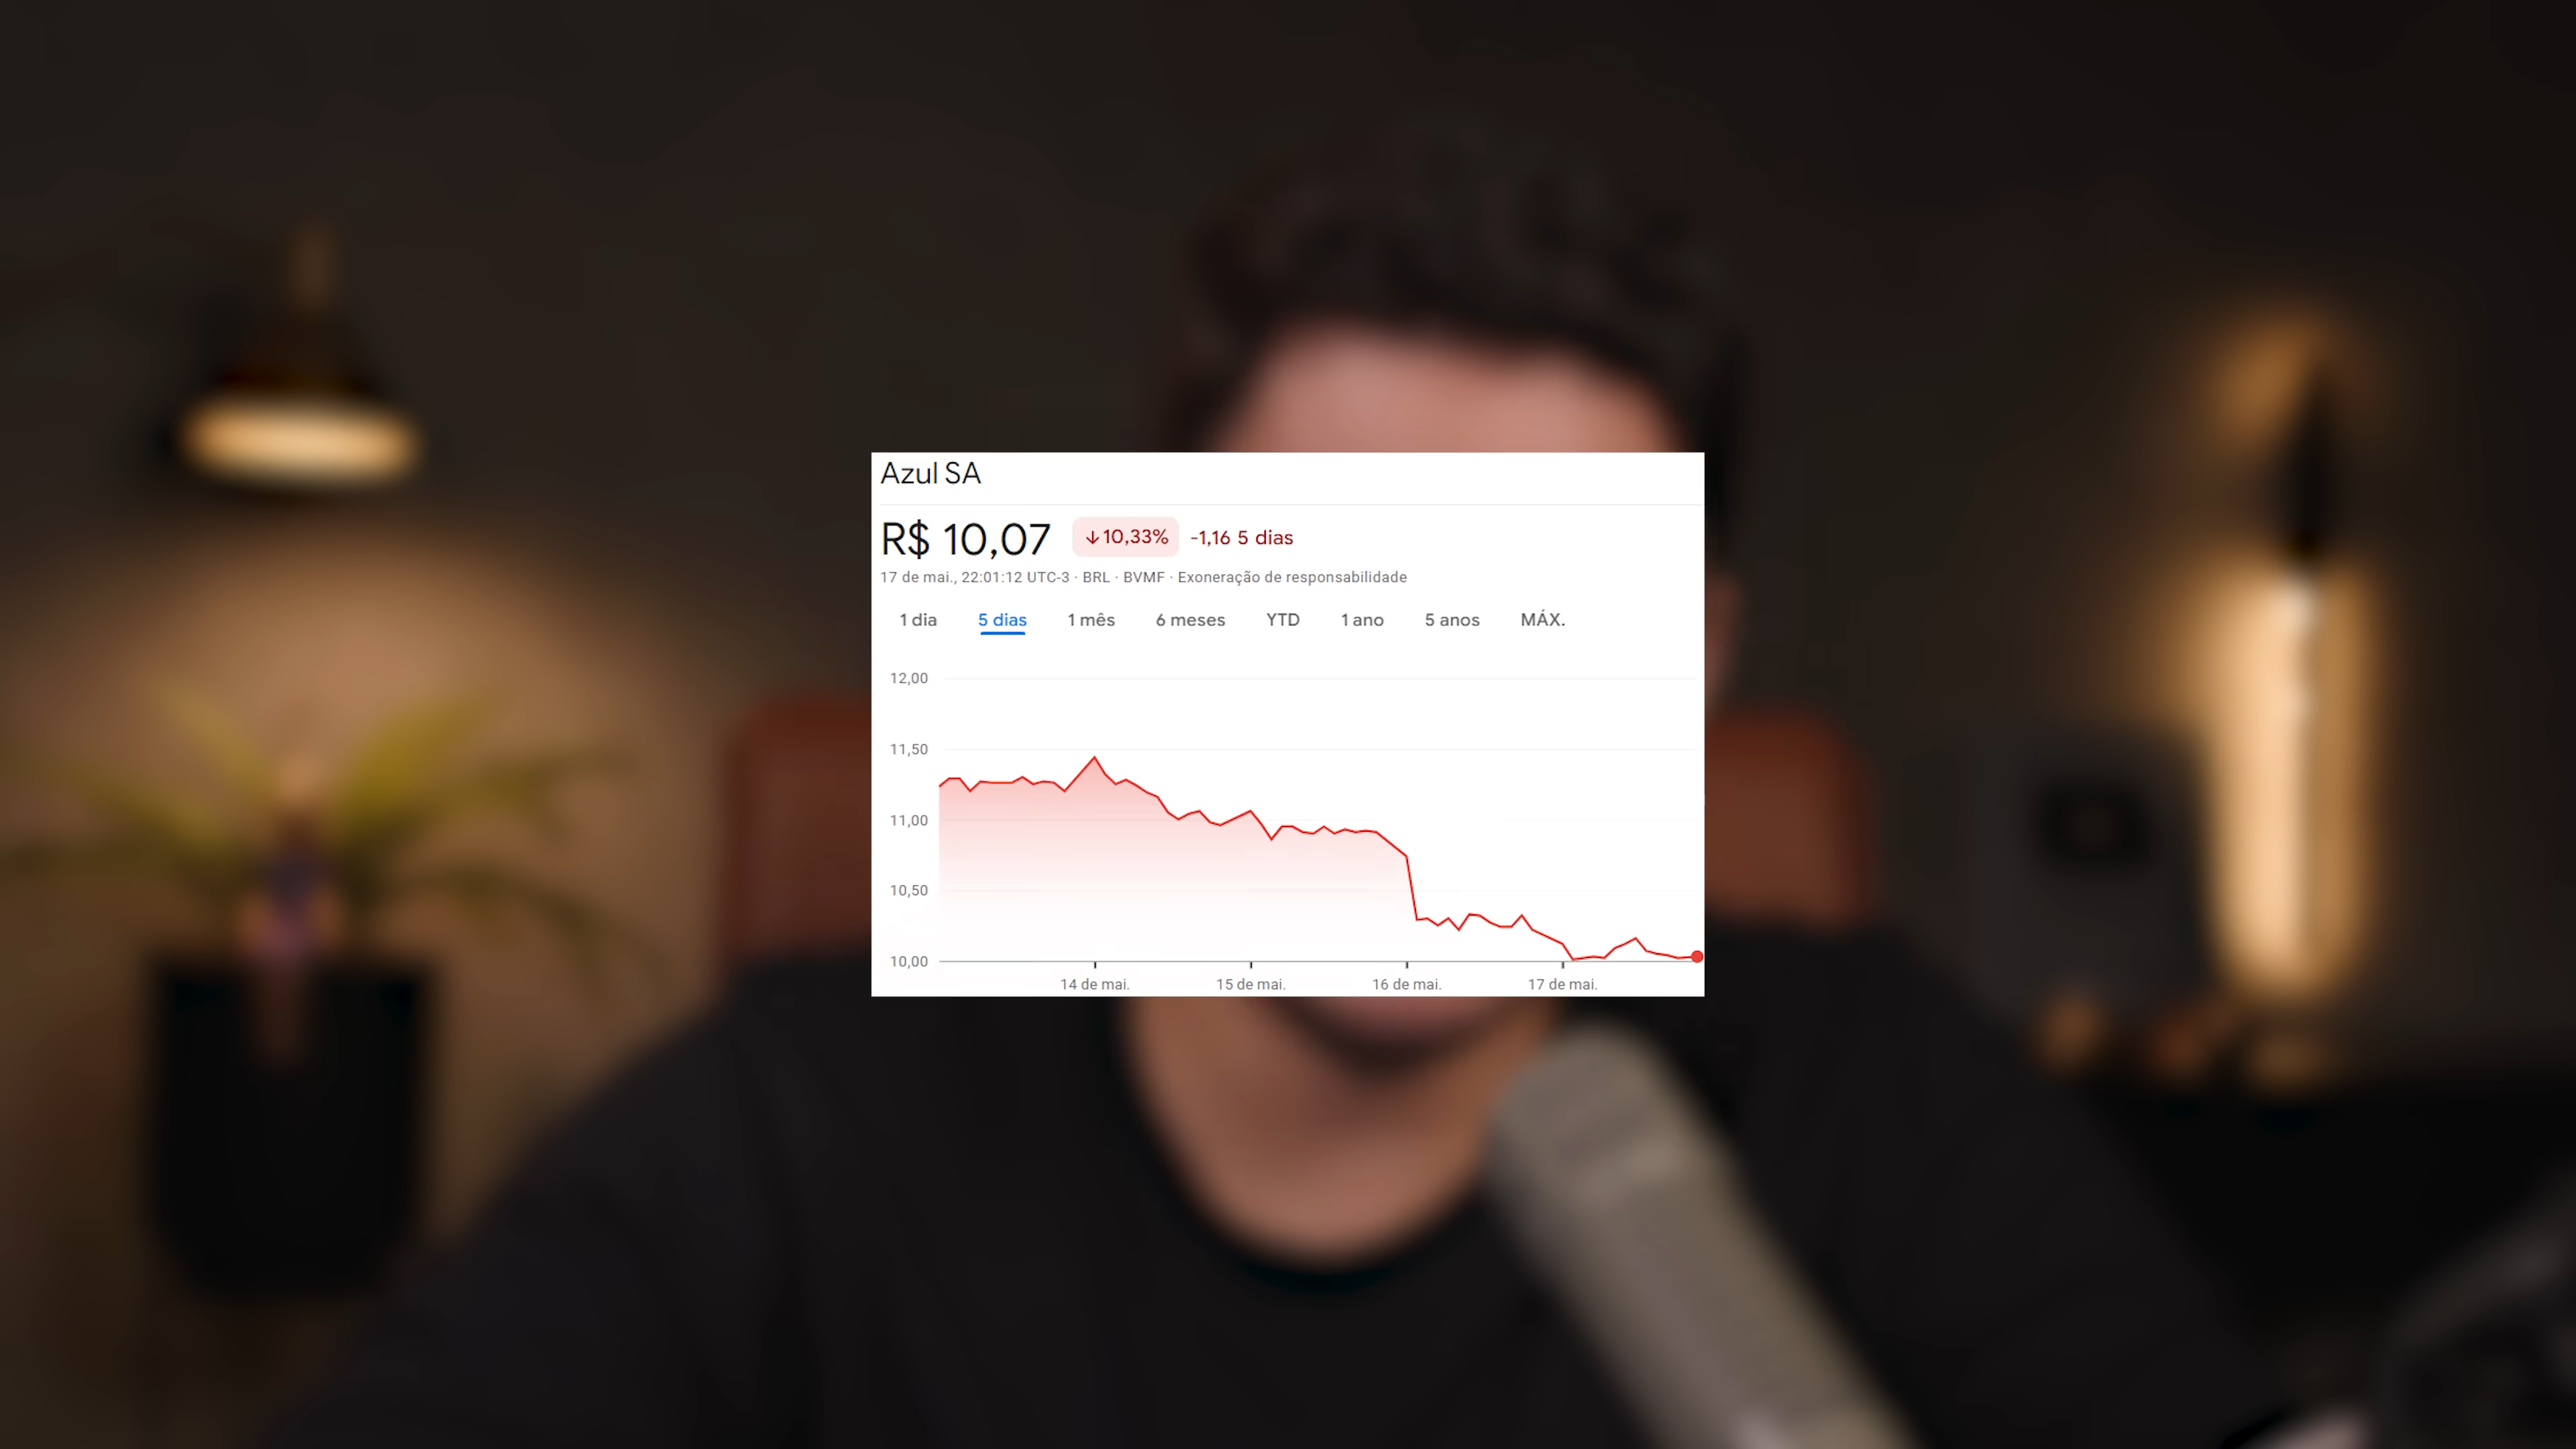 Azul SA
R$ 10,07 ↓10,33% -1,16 5 dias
17 de mai., 22:01:12 UTC-3 · BRL · BVMF · Exoneração de responsabilidade
1 dia 5 dias 1 mês 6 meses YTD 1 ano 5 anos MÁX.
12,00
11,50
11,00
10,50
10,00
14 de mai. 15 de mai. 16 de mai. 17 de mai.